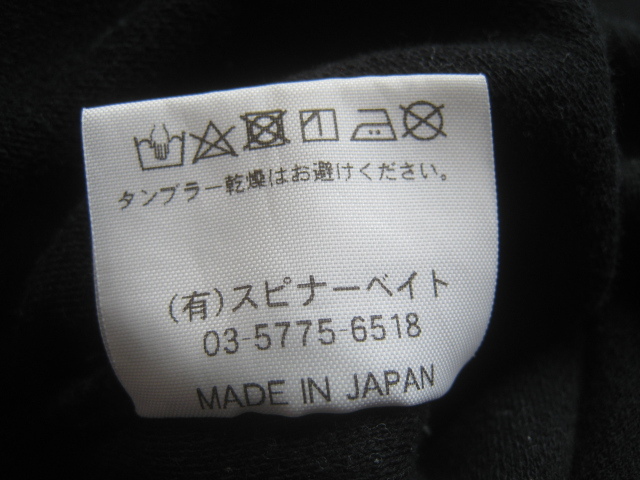 タンブラー乾燥はお避けください。
(有)スピナーベイト
03-5775-6518
MADE IN JAPAN